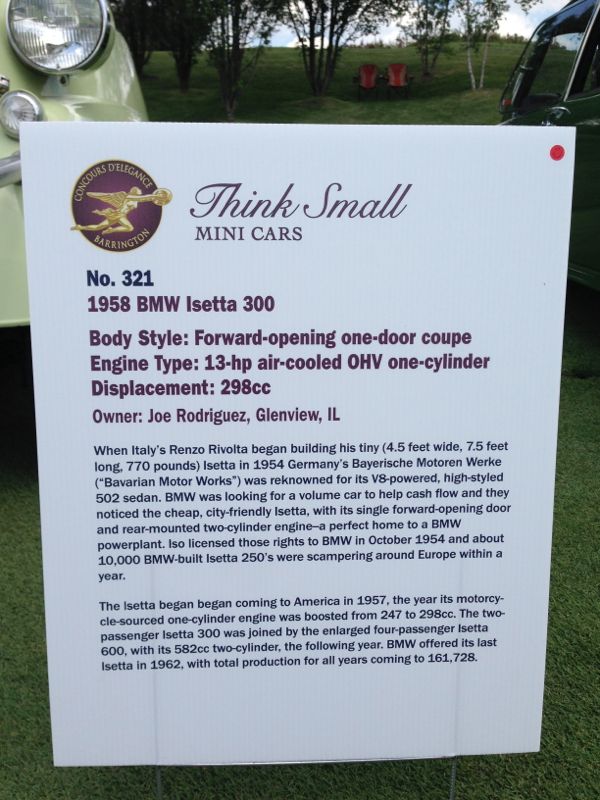 CONCOURS D'ELEGANCE
BARRINGTON
Think Small
MINI CARS
No. 321
1958 BMW Isetta 300
Body Style: Forward-opening one-door coupe
Engine Type: 13-hp air-cooled OHV one-cylinder
Displacement: 298cc
Owner: Joe Rodriguez, Glenview, IL
When Italy's Renzo Rivolta began building his tiny (4.5 feet wide, 7.5 feet
long, 770 pounds) Isetta in 1954 Germany's Bayerische Motoren Werke
("Bavarian Motor Works") was reknowned for its V8-powered, high-styled
502 sedan. BMW was looking for a volume car to help cash flow and they
noticed the cheap, city-friendly Isetta, with its single forward-opening door
and rear-mounted two-cylinder engine–a perfect home to a BMW
powerplant. Iso licensed those rights to BMW in October 1954 and about
10,000 BMW-built Isetta 250's were scampering around Europe within a
year.
The Isetta began began coming to America in 1957, the year its motorcy-
cle-sourced one-cylinder engine was boosted from 247 to 298cc. The two-
passenger Isetta 300 was joined by the enlarged four-passenger Isetta
600, with its 582cc two-cylinder, the following year. BMW offered its last
Isetta in 1962, with total production for all years coming to 161,728.